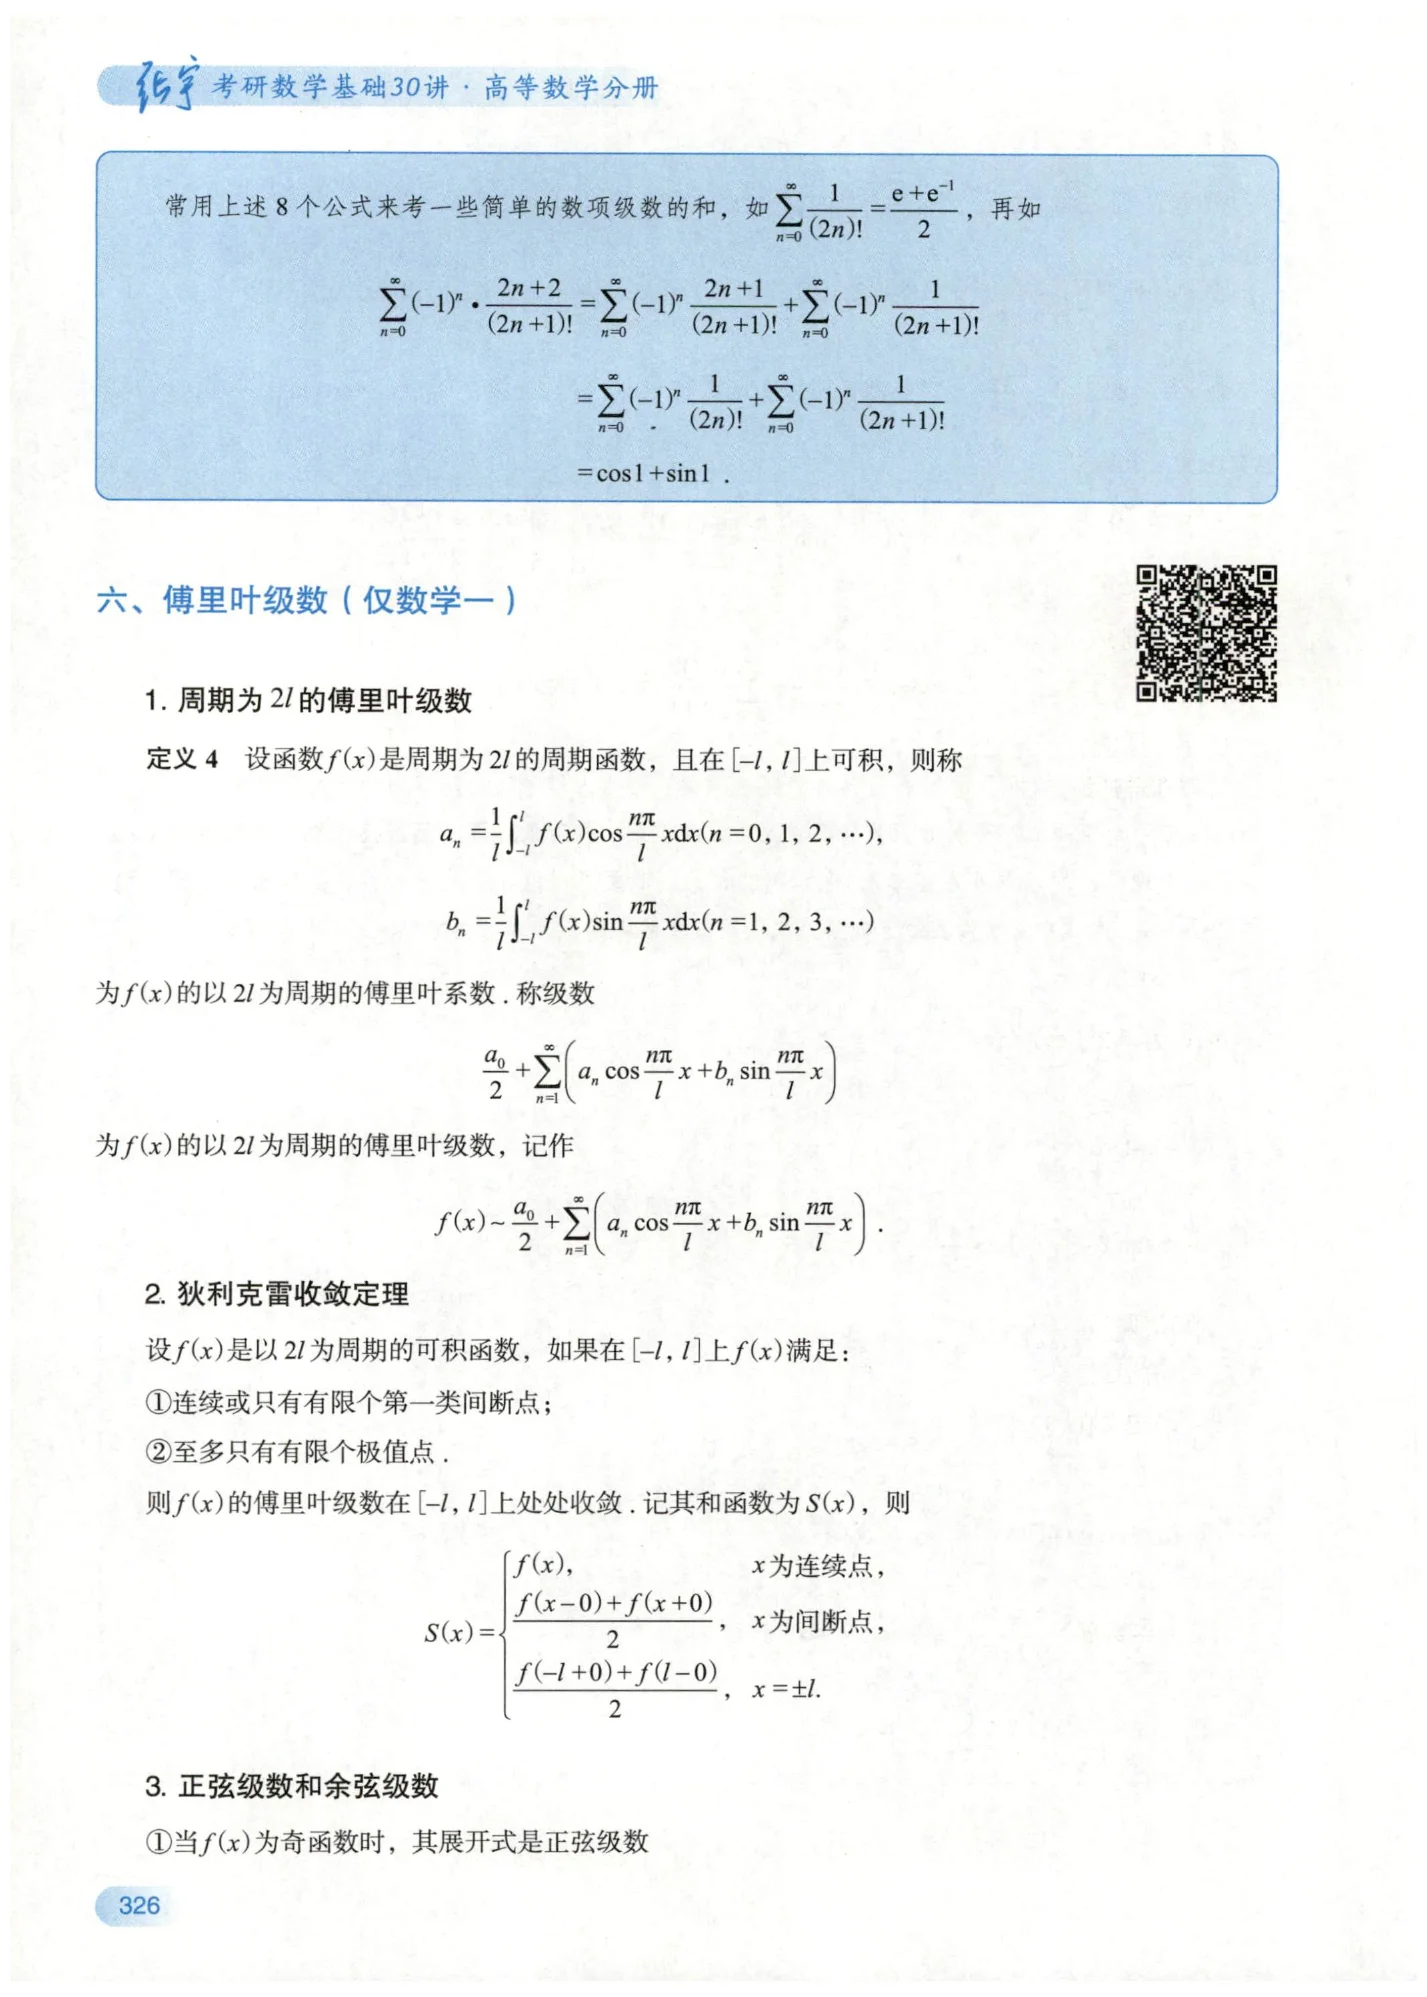 张宇 考研数学基础30讲·高等数学分册
常用上述 8 个公式来考一些简单的数项级数的和，如 $\sum_{n=0}^{\infty}\frac{1}{(2n)!}=\frac{e+e^{-1}}{2}$，再如
$\sum_{n=0}^{\infty}(-1)^n\cdot\frac{2n+2}{(2n+1)!}=\sum_{n=0}^{\infty}(-1)^n\frac{2n+1}{(2n+1)!}+\sum_{n=0}^{\infty}(-1)^n\frac{1}{(2n+1)!}$
$=\sum_{n=0}^{\infty}(-1)^n\frac{1}{(2n)!}+\sum_{n=0}^{\infty}(-1)^n\frac{1}{(2n+1)!}$
$=\cos 1+\sin 1$ .
六、傅里叶级数（仅数学一）
1. 周期为 2l 的傅里叶级数
定义 4 设函数 f(x) 是周期为 2l 的周期函数，且在 [-l, l] 上可积，则称
$a_n=\frac{1}{l}\int_{-l}^{l}f(x)\cos\frac{n\pi}{l}xdx(n=0,1,2,\cdots),$
$b_n=\frac{1}{l}\int_{-l}^{l}f(x)\sin\frac{n\pi}{l}xdx(n=1,2,3,\cdots)$
为 f(x) 的以 2l 为周期的傅里叶系数．称级数
$\frac{a_0}{2}+\sum_{n=1}^{\infty}\left(a_n\cos\frac{n\pi}{l}x+b_n\sin\frac{n\pi}{l}x\right)$
为 f(x) 的以 2l 为周期的傅里叶级数，记作
$f(x)\sim\frac{a_0}{2}+\sum_{n=1}^{\infty}\left(a_n\cos\frac{n\pi}{l}x+b_n\sin\frac{n\pi}{l}x\right)$ .
2. 狄利克雷收敛定理
设 f(x) 是以 2l 为周期的可积函数，如果在 [-l, l] 上 f(x) 满足：
①连续或只有有限个第一类间断点；
②至多只有有限个极值点．
则 f(x) 的傅里叶级数在 [-l, l] 上处处收敛．记其和函数为 S(x)，则
$S(x)=\begin{cases}f(x), & x为连续点，\\ \frac{f(x-0)+f(x+0)}{2}, & x为间断点，\\ \frac{f(-l+0)+f(l-0)}{2}, & x=\pm l.\end{cases}$
3. 正弦级数和余弦级数
①当 f(x) 为奇函数时，其展开式是正弦级数
326